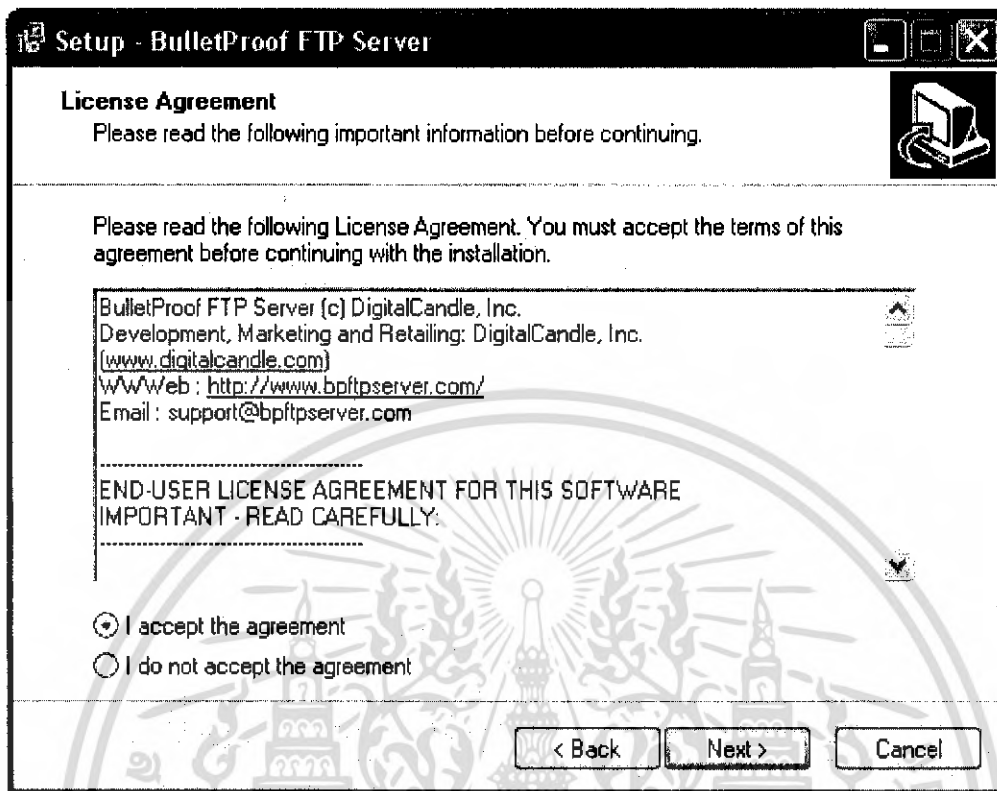 Setup - BulletProof FTP Server
License Agreement
Please read the following important information before continuing.
Please read the following License Agreement. You must accept the terms of this
agreement before continuing with the installation.
BulletProof FTP Server (c) DigitalCandle, Inc.
Development, Marketing and Retailing: DigitalCandle, Inc.
(www.digitalcandle.com)
WWWeb : http://www.bpftpserver.com/
Email : support@bpftpserver.com
----------------------------------------
END-USER LICENSE AGREEMENT FOR THIS SOFTWARE
IMPORTANT - READ CAREFULLY:
----------------------------------------
I accept the agreement
I do not accept the agreement
< Back
Next >
Cancel